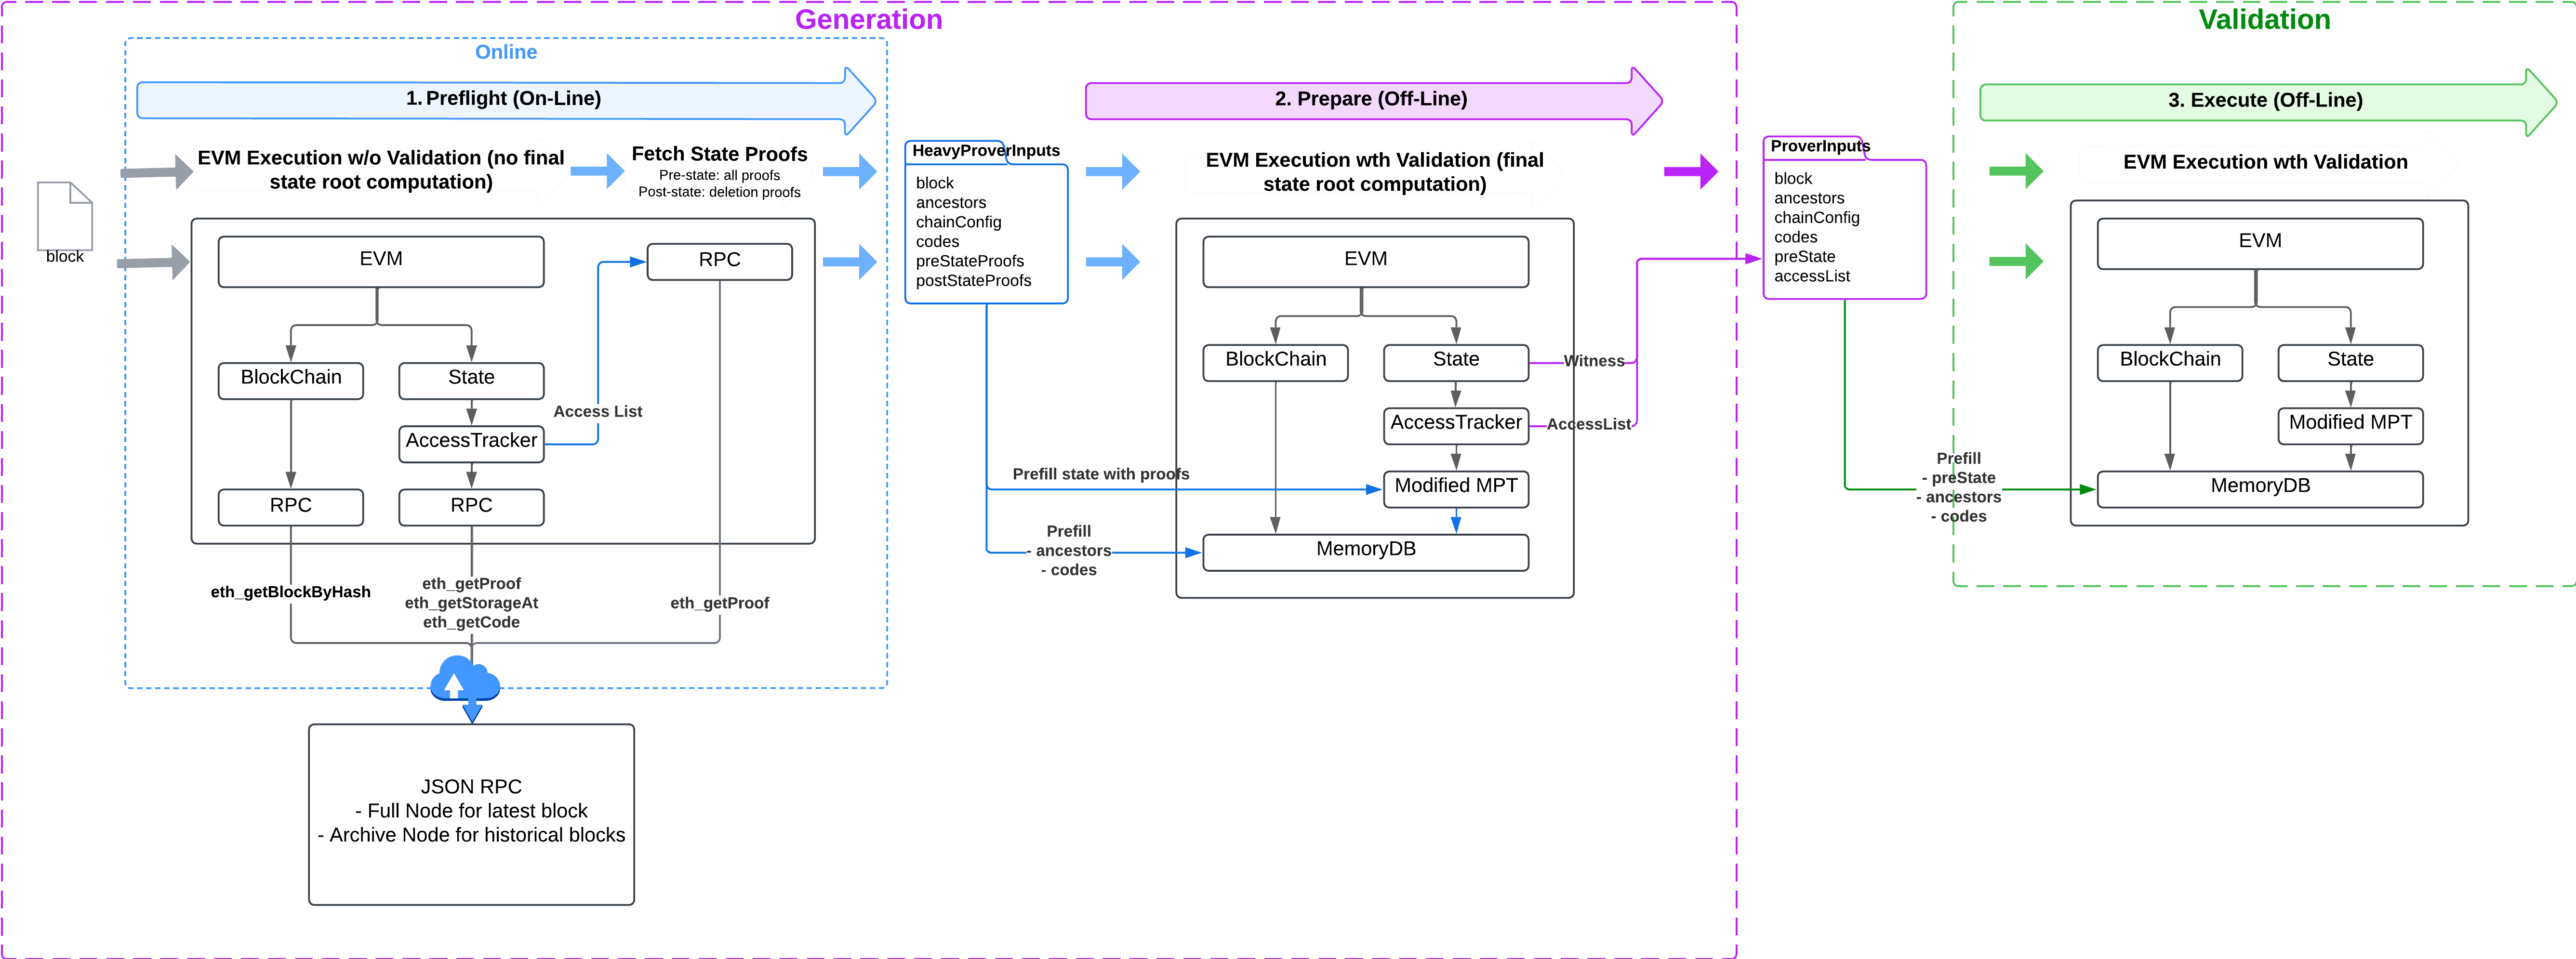 Generation
Validation
Online
1. Preflight (On-Line)
2. Prepare (Off-Line)
3. Execute (Off-Line)
block
EVM Execution w/o Validation (no final
state root computation)
Fetch State Proofs
Pre-state: all proofs
Post-state: deletion proofs
EVM
RPC
BlockChain
State
Access List
AccessTracker
RPC
RPC
eth_getBlockByHash
eth_getProof
eth_getStorageAt
eth_getCode
eth_getProof
JSON RPC
- Full Node for latest block
- Archive Node for historical blocks
HeavyProverInputs
block
ancestors
chainConfig
codes
preStateProofs
postStateProofs
EVM Execution wth Validation (final
state root computation)
EVM
BlockChain
State
Witness
AccessTracker
AccessList
Prefill state with proofs
Modified MPT
Prefill
- ancestors
- codes
MemoryDB
ProverInputs
block
ancestors
chainConfig
codes
preState
accessList
EVM Execution wth Validation
EVM
BlockChain
State
Modified MPT
Prefill
- preState
- ancestors
- codes
MemoryDB